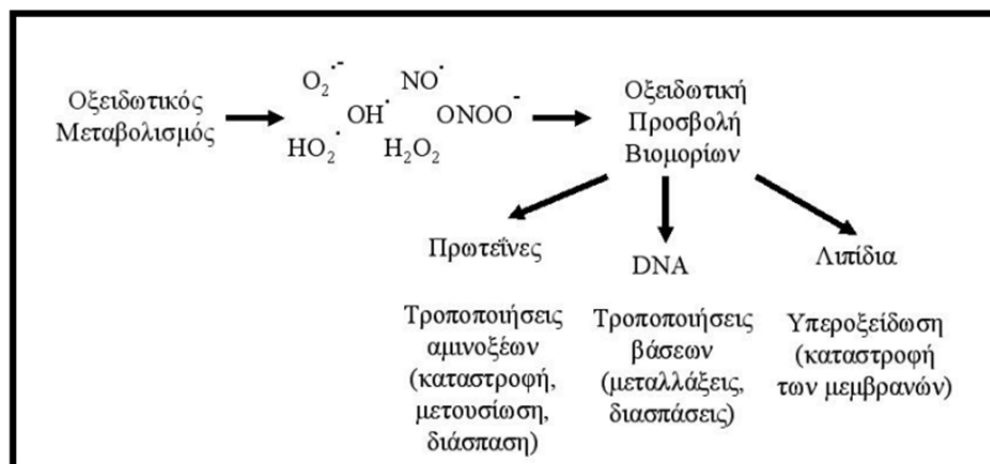 Οξειδωτικός
Μεταβολισμός
O₂·⁻ NO·
OH· ONOO⁻
HO₂· H₂O₂
Οξειδωτική
Προσβολή
Βιομορίων
Πρωτεΐνες
DNA
Λιπίδια
Τροποποιήσεις
αμινοξέων
(καταστροφή,
μετουσίωση,
διάσπαση)
Τροποποιήσεις
βάσεων
(μεταλλάξεις,
διασπάσεις)
Υπεροξείδωση
(καταστροφή
των μεμβρανών)